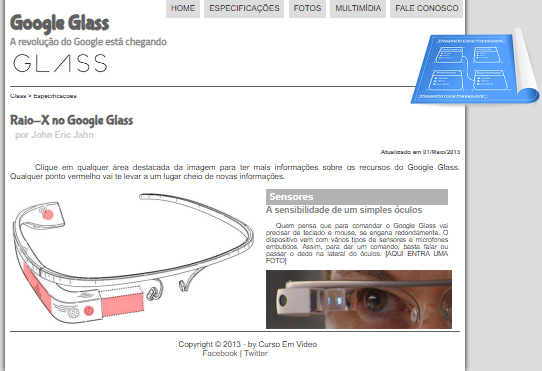 HOME ESPECIFICAÇÕES FOTOS MULTIMÍDIA FALE CONOSCO
Google Glass
A revolução do Google está chegando
GLASS
Glass > Especificações
Raio-X no Google Glass
por John Eric Jahn
Atualizado em 01/Maio/2013
Clique em qualquer área destacada da imagem para ter mais informações sobre os recursos do Google Glass.
Qualquer ponto vermelho vai te levar a um lugar cheio de novas informações.
Sensores
A sensibilidade de um simples óculos
Quem pensa que para comandar o Google Glass vai
precisar de teclado e mouse, se engana redondamente. O
dispositivo vem com vários tipos de sensores e microfones
embutidos. Assim, para dar um comando, basta falar ou
passar o dedo na lateral do óculos. [AQUI ENTRA UMA
FOTO]
Copyright © 2013 - by Curso Em Video
Facebook | Twitter